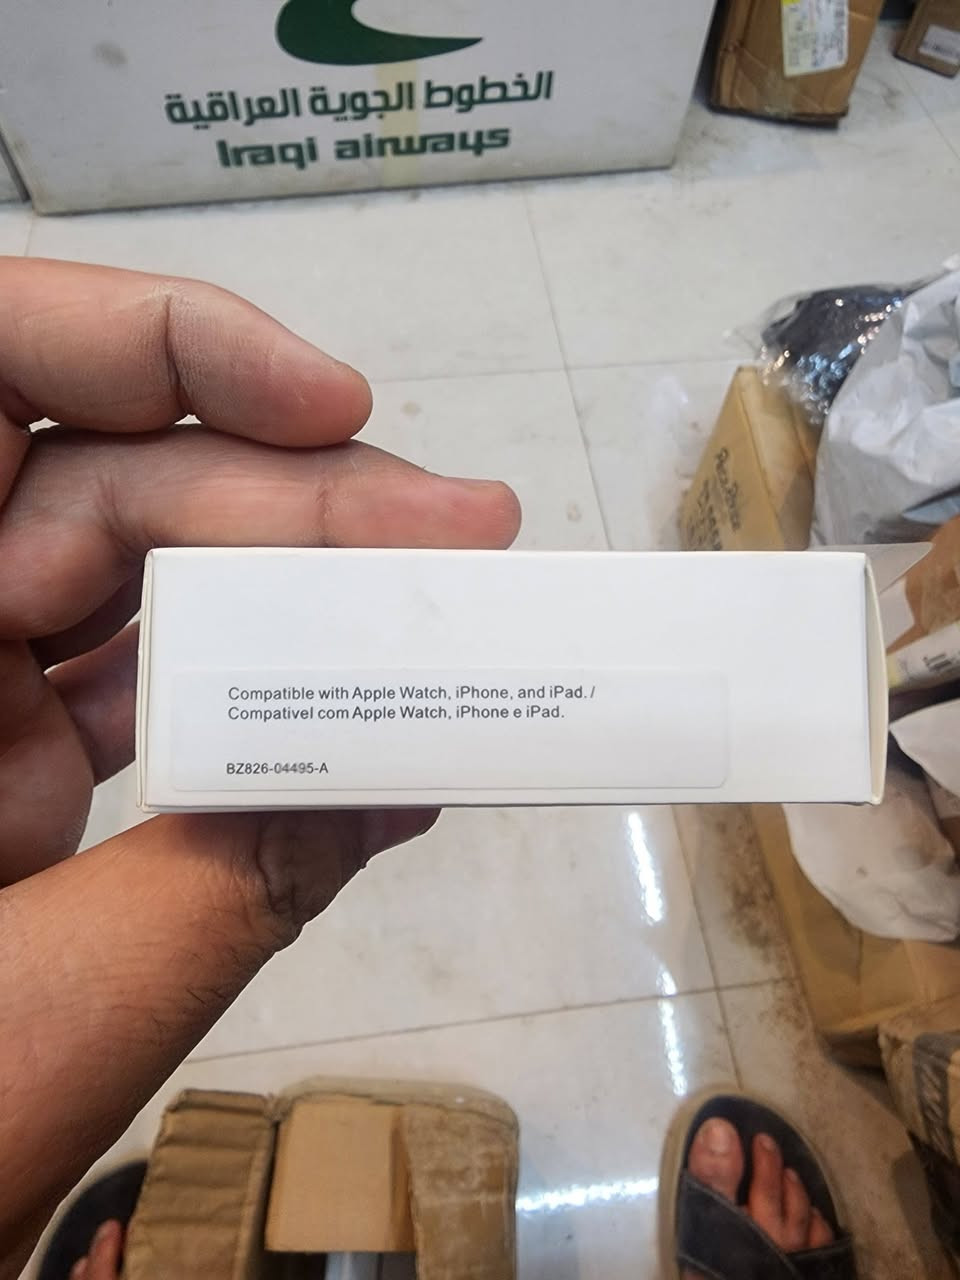 الخطوط الجوية العراقية
Iraqi airways
Compatible with Apple Watch, iPhone, and iPad. /
Compativel com Apple Watch, iPhone e iPad.
BZ826-04495-A